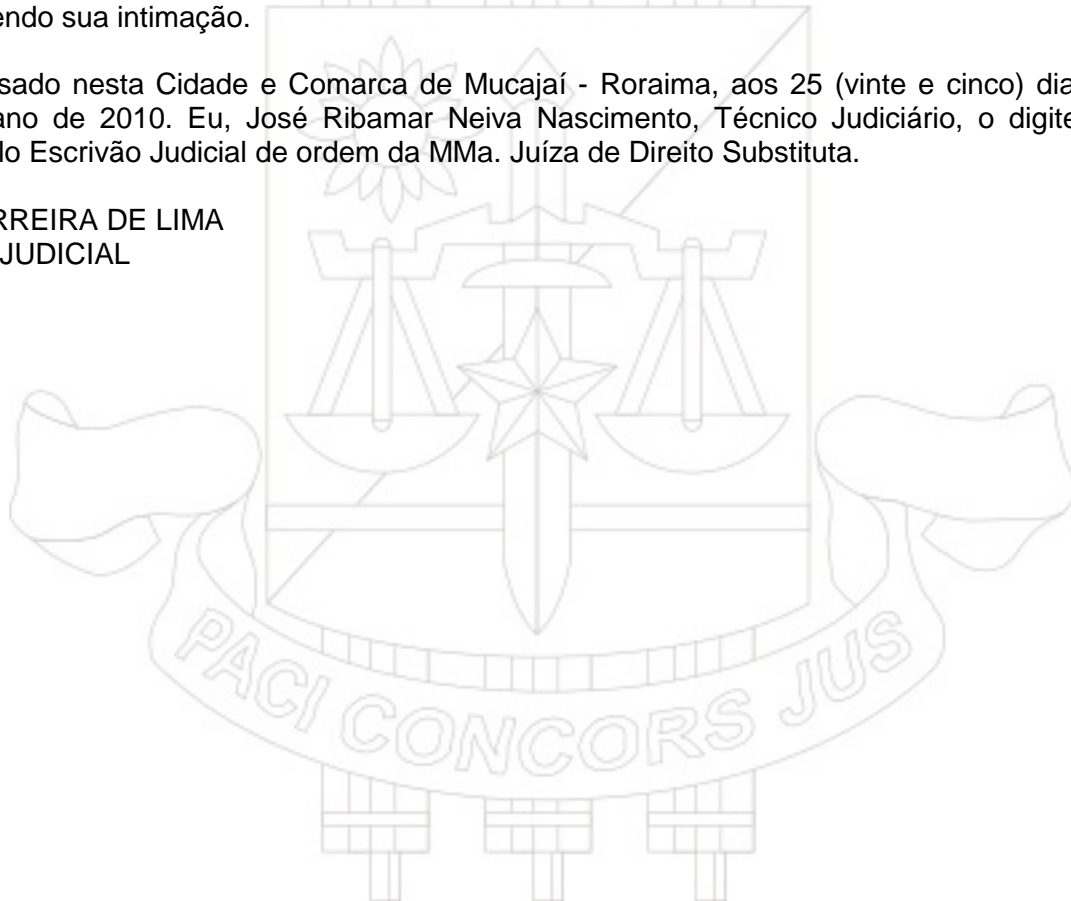 endo sua intimação.
sado nesta Cidade e Comarca de Mucajaí - Roraima, aos 25 (vinte e cinco) dia
ano de 2010. Eu, José Ribamar Neiva Nascimento, Técnico Judiciário, o digite
lo Escrivão Judicial de ordem da MMa. Juíza de Direito Substituta.
RREIRA DE LIMA
JUDICIAL
PACI CONCORS JUS